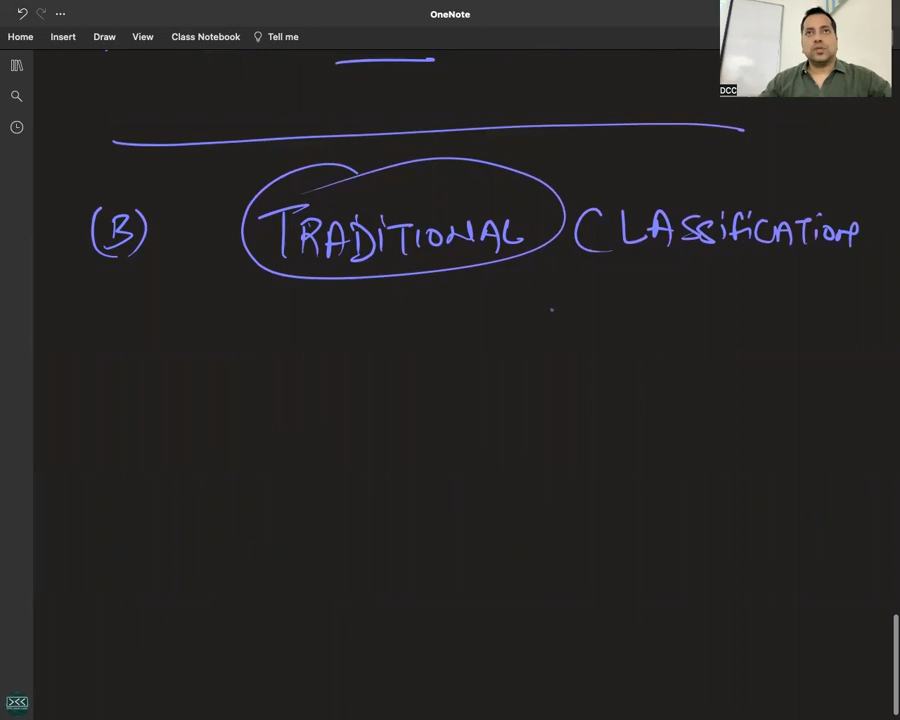 OneNote
Home Insert Draw View Class Notebook Tell me
DCC
(B) TRADITIONAL CLASSifiCATion